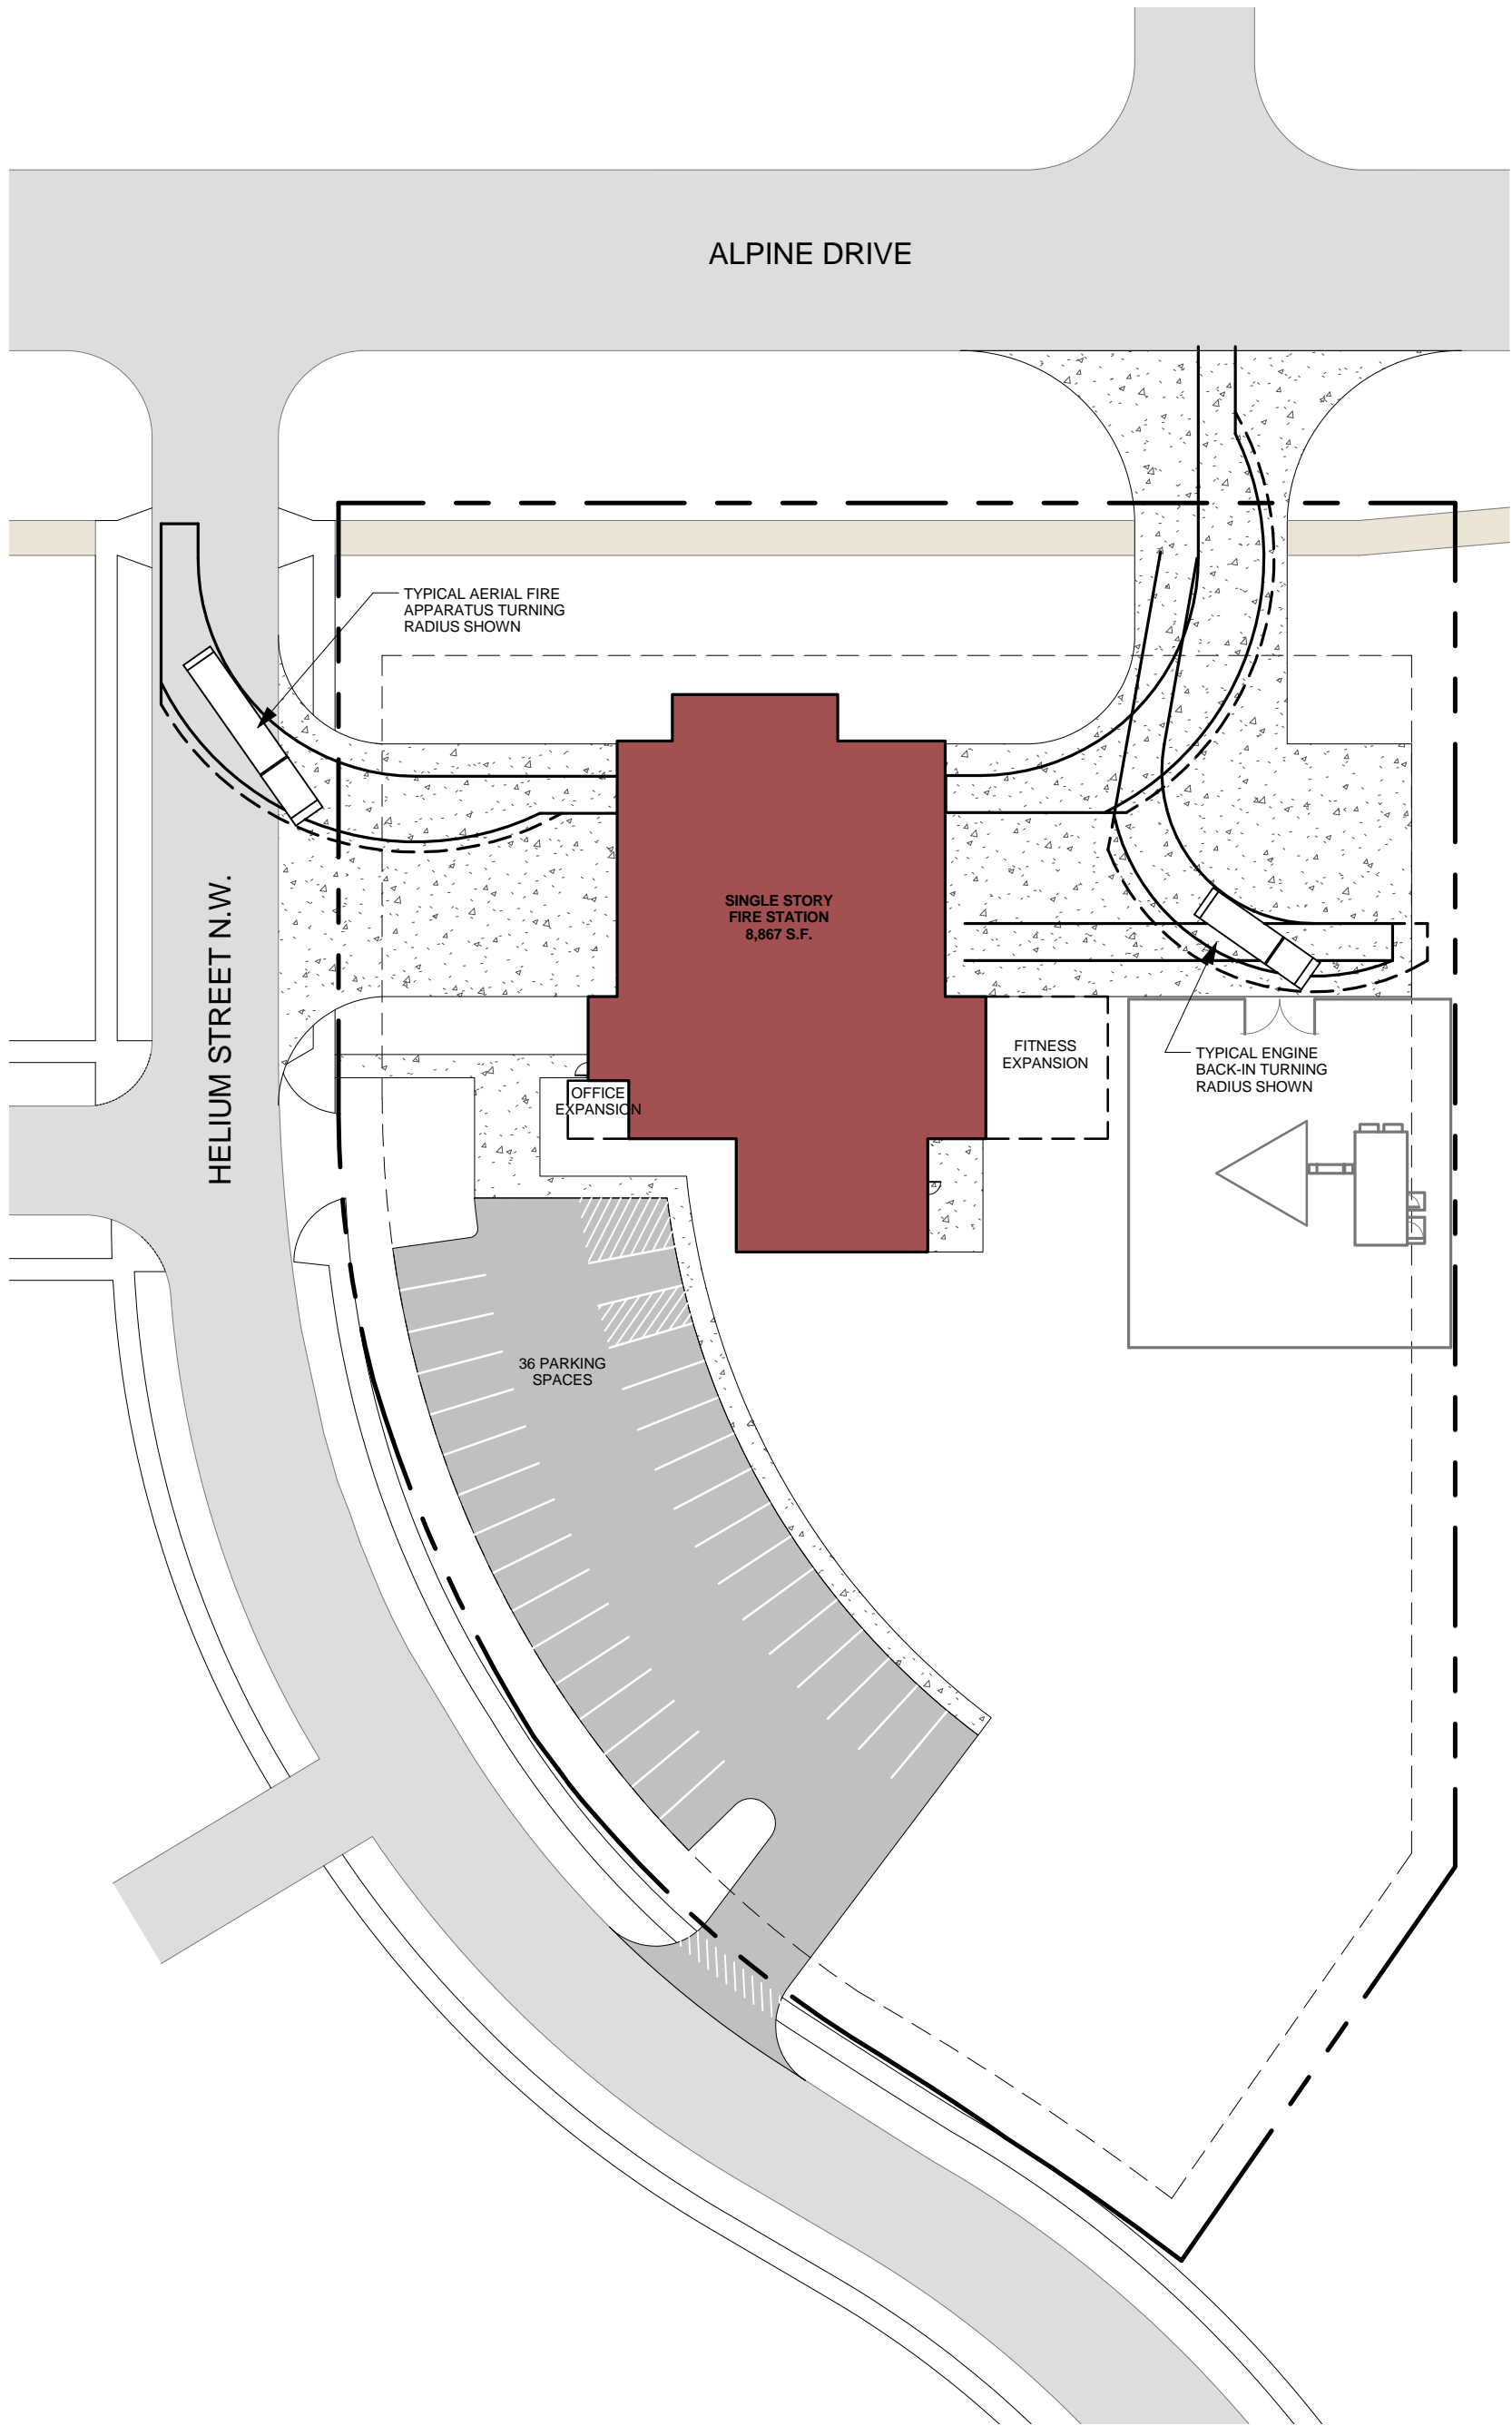 ALPINE DRIVE
TYPICAL AERIAL FIRE
APPARATUS TURNING
RADIUS SHOWN
HELIUM STREET N.W.
SINGLE STORY
FIRE STATION
8,867 S.F.
FITNESS
EXPANSION
TYPICAL ENGINE
BACK-IN TURNING
RADIUS SHOWN
OFFICE
EXPANSION
36 PARKING
SPACES